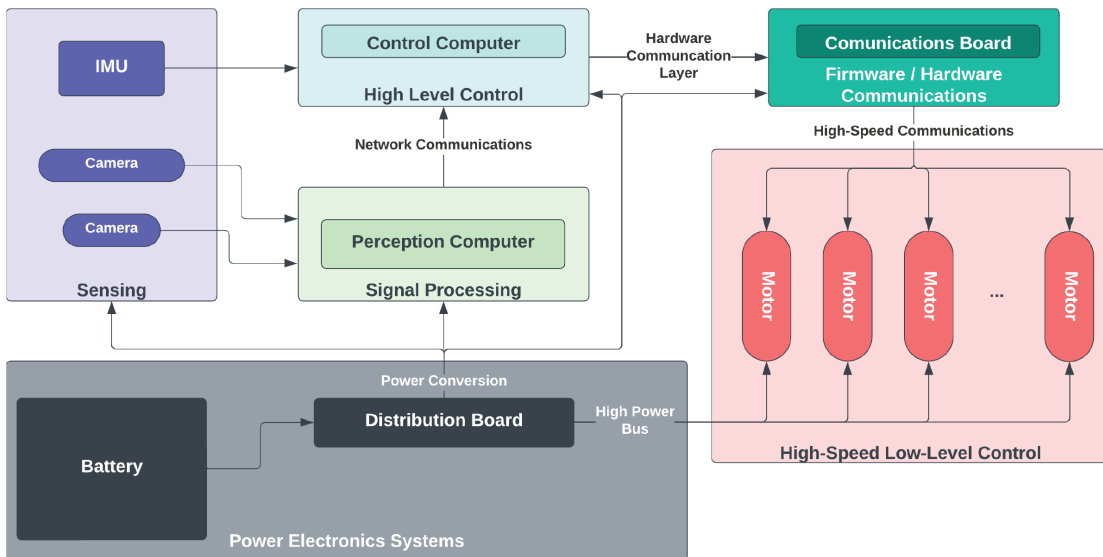 IMU
Camera
Camera
Sensing
Control Computer
High Level Control
Hardware
Communcation
Layer
Comunications Board
Firmware / Hardware
Communications
Network Communications
High-Speed Communications
Perception Computer
Signal Processing
Motor
Motor
Motor
...
Motor
Power Conversion
Battery
Distribution Board
High Power
Bus
High-Speed Low-Level Control
Power Electronics Systems